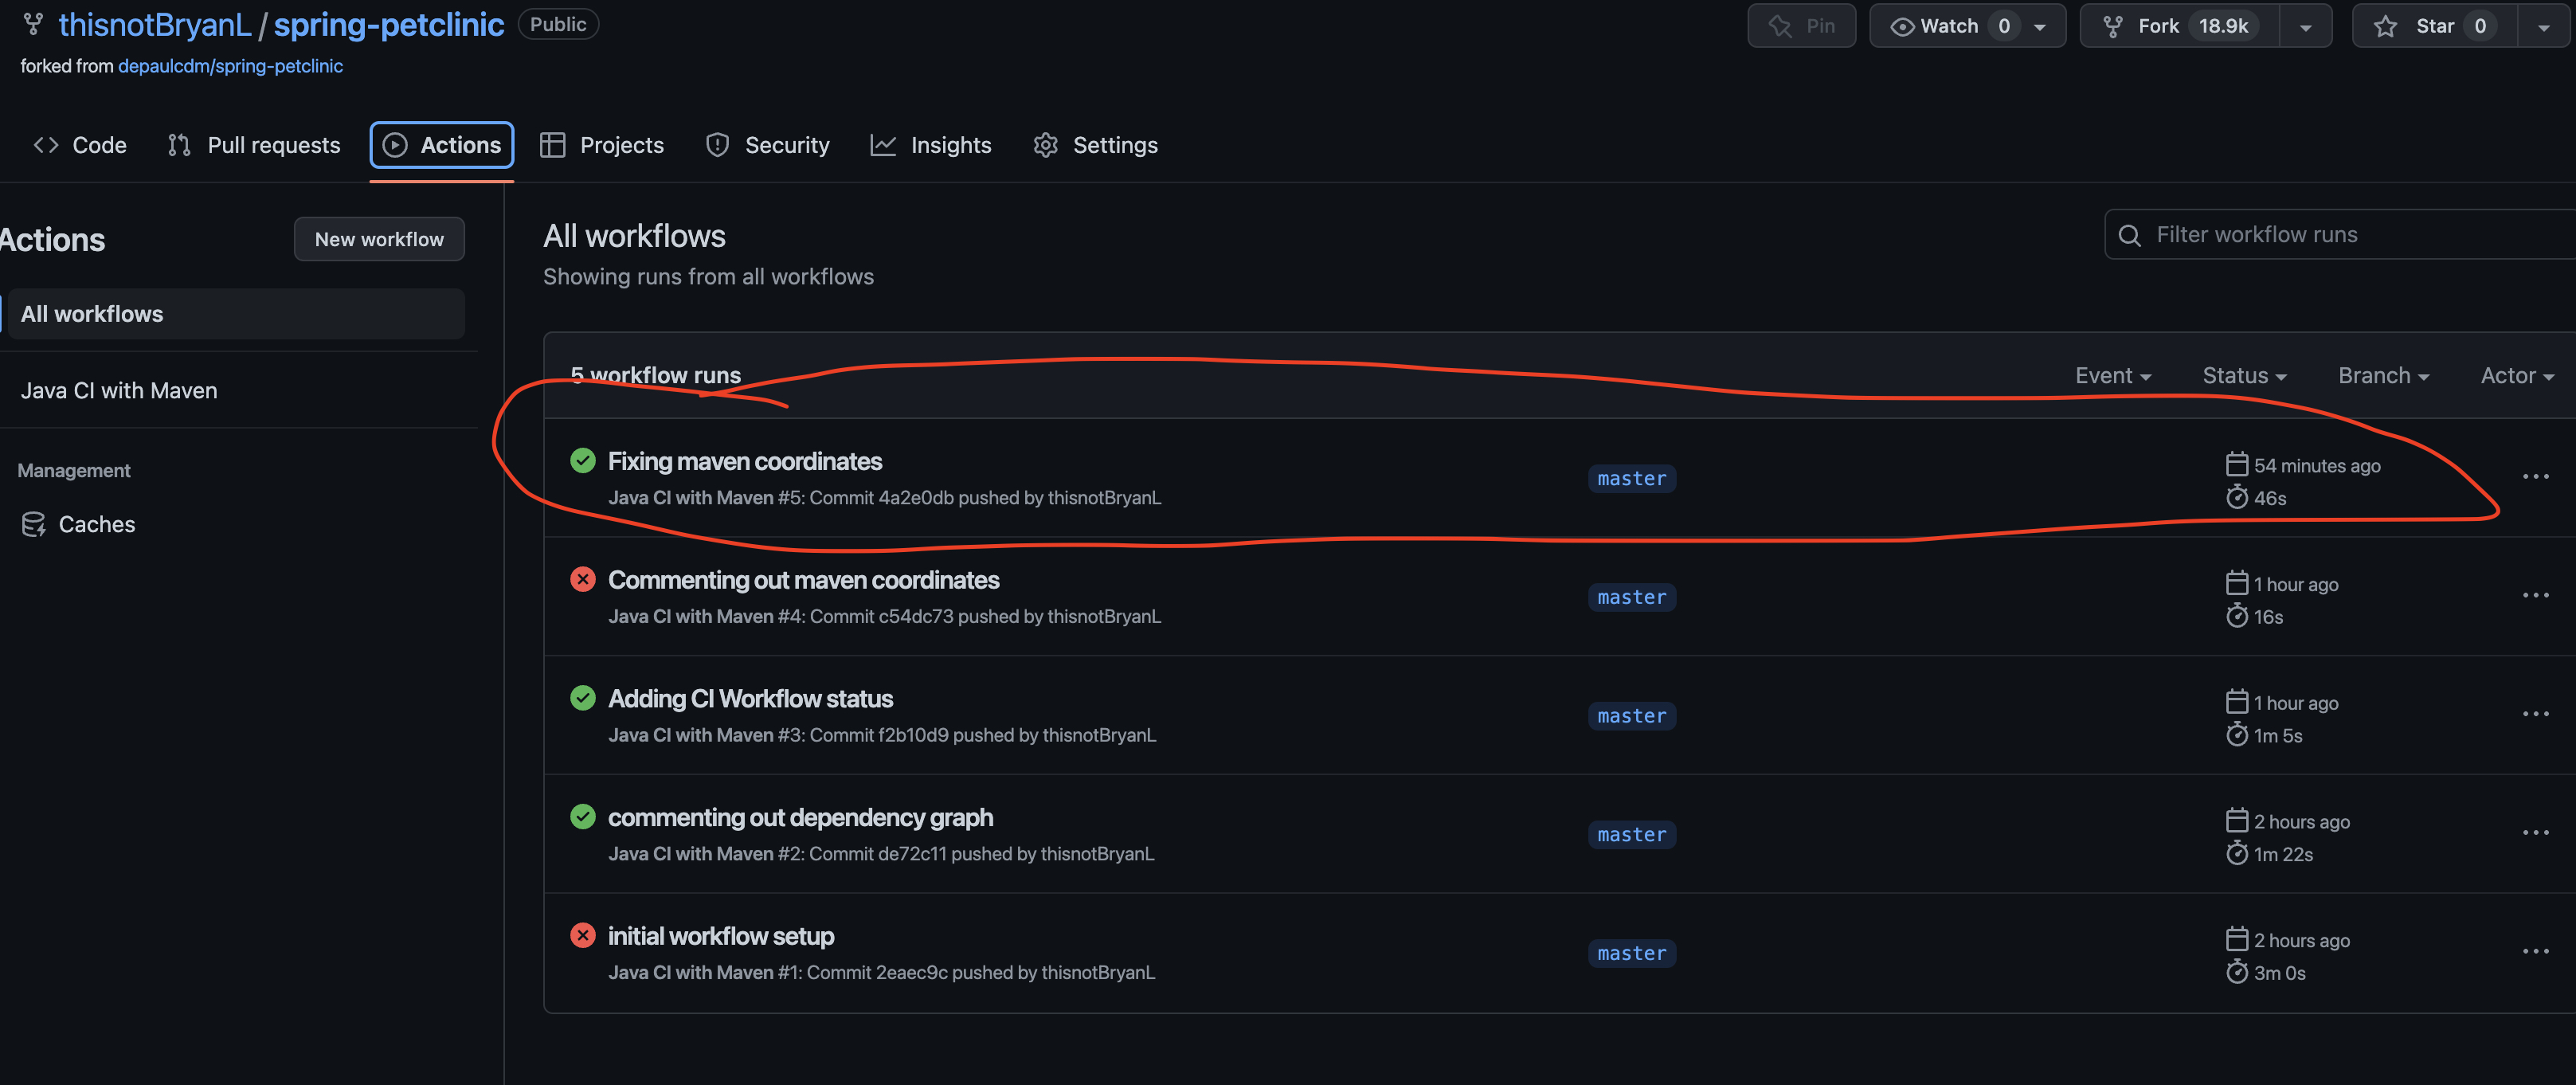 thisnotBryanL / spring-petclinic Public
Pin Watch 0 Fork 18.9k Star 0
forked from depaulcdm/spring-petclinic
Code Pull requests Actions Projects Security Insights Settings
Actions New workflow
All workflows
Java CI with Maven
Management
Caches
All workflows
Showing runs from all workflows
Filter workflow runs
5 workflow runs Event Status Branch Actor
Fixing maven coordinates
Java CI with Maven #5: Commit 4a2e0db pushed by thisnotBryanL
master
54 minutes ago
46s
Commenting out maven coordinates
Java CI with Maven #4: Commit c54dc73 pushed by thisnotBryanL
master
1 hour ago
16s
Adding CI Workflow status
Java CI with Maven #3: Commit f2b10d9 pushed by thisnotBryanL
master
1 hour ago
1m 5s
commenting out dependency graph
Java CI with Maven #2: Commit de72c11 pushed by thisnotBryanL
master
2 hours ago
1m 22s
initial workflow setup
Java CI with Maven #1: Commit 2eaec9c pushed by thisnotBryanL
master
2 hours ago
3m 0s